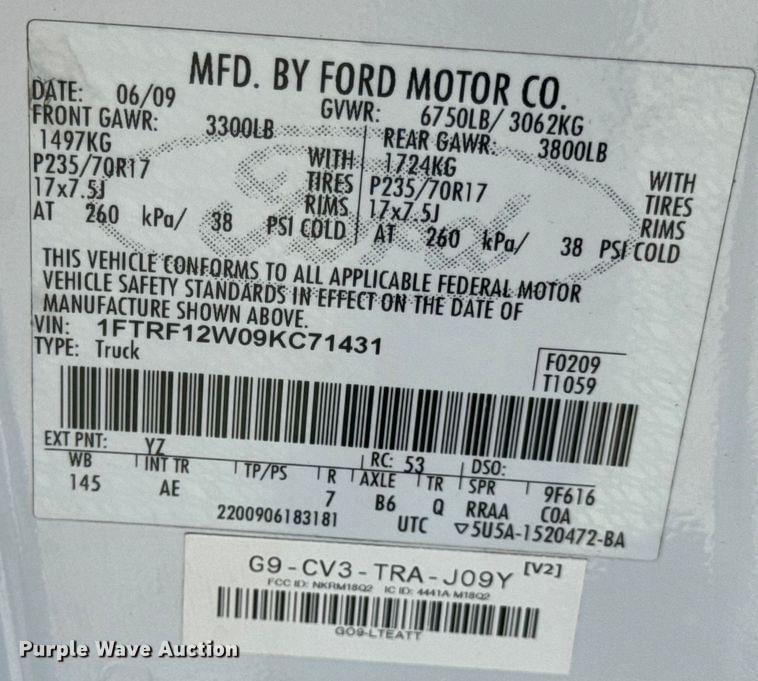 MFD. BY FORD MOTOR CO.
DATE: 06/09 GVWR: 6750LB/ 3062KG
FRONT GAWR: 3300LB REAR GAWR: 3800LB
1497KG WITH 1724KG WITH
P235/70R17 TIRES P235/70R17 TIRES
17x7.5J RIMS 17x7.5J RIMS
AT 260 kPa/ 38 PSI COLD AT 260 kPa/ 38 PSI COLD
Ford
THIS VEHICLE CONFORMS TO ALL APPLICABLE FEDERAL MOTOR
VEHICLE SAFETY STANDARDS IN EFFECT ON THE DATE OF
MANUFACTURE SHOWN ABOVE.
VIN: 1FTRF12W09KC71431
TYPE: Truck
F0209
T1059
EXT PNT: YZ RC: 53 DSO:
WB INT TR TP/PS R AXLE TR SPR 9F616
145 AE 7 B6 Q RRAA COA
2200906183181 UTC ▽5U5A-1520472-BA
G9-CV3-TRA-J09Y [V2]
FCC ID: NKRM18Q2 IC ID: 4441A-M18Q2
GO9-LTEATT
Purple Wave Auction